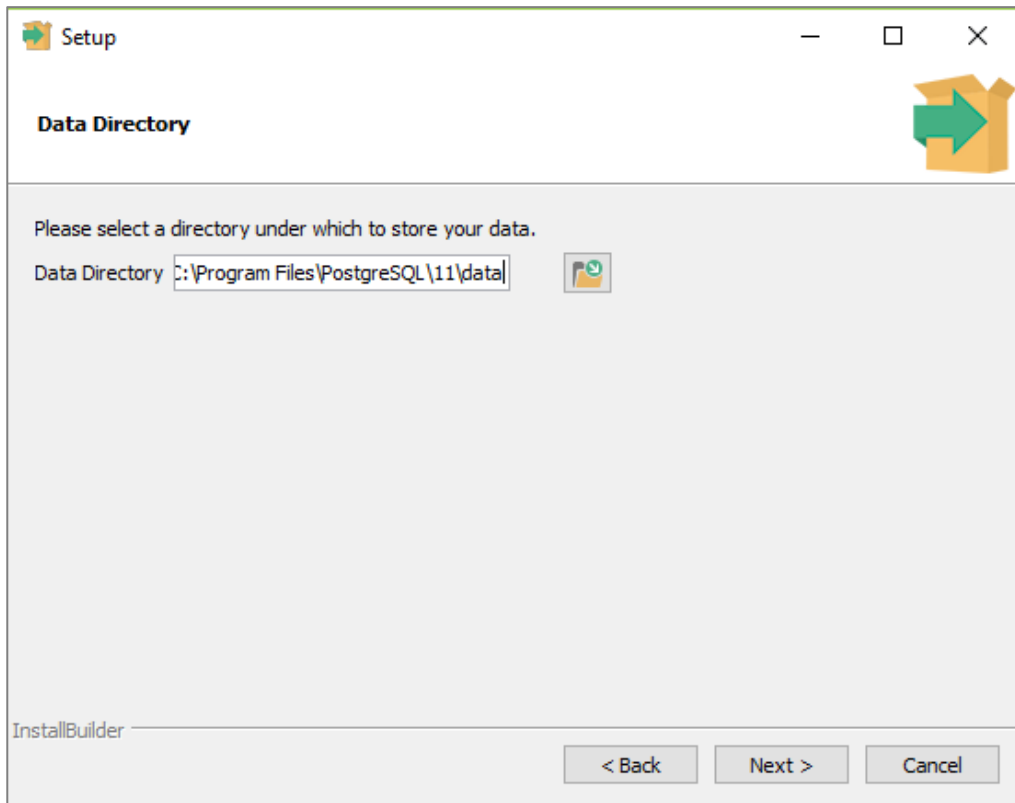 Setup
Data Directory
Please select a directory under which to store your data.
Data Directory C:\Program Files\PostgreSQL\11\data
InstallBuilder
< Back Next > Cancel